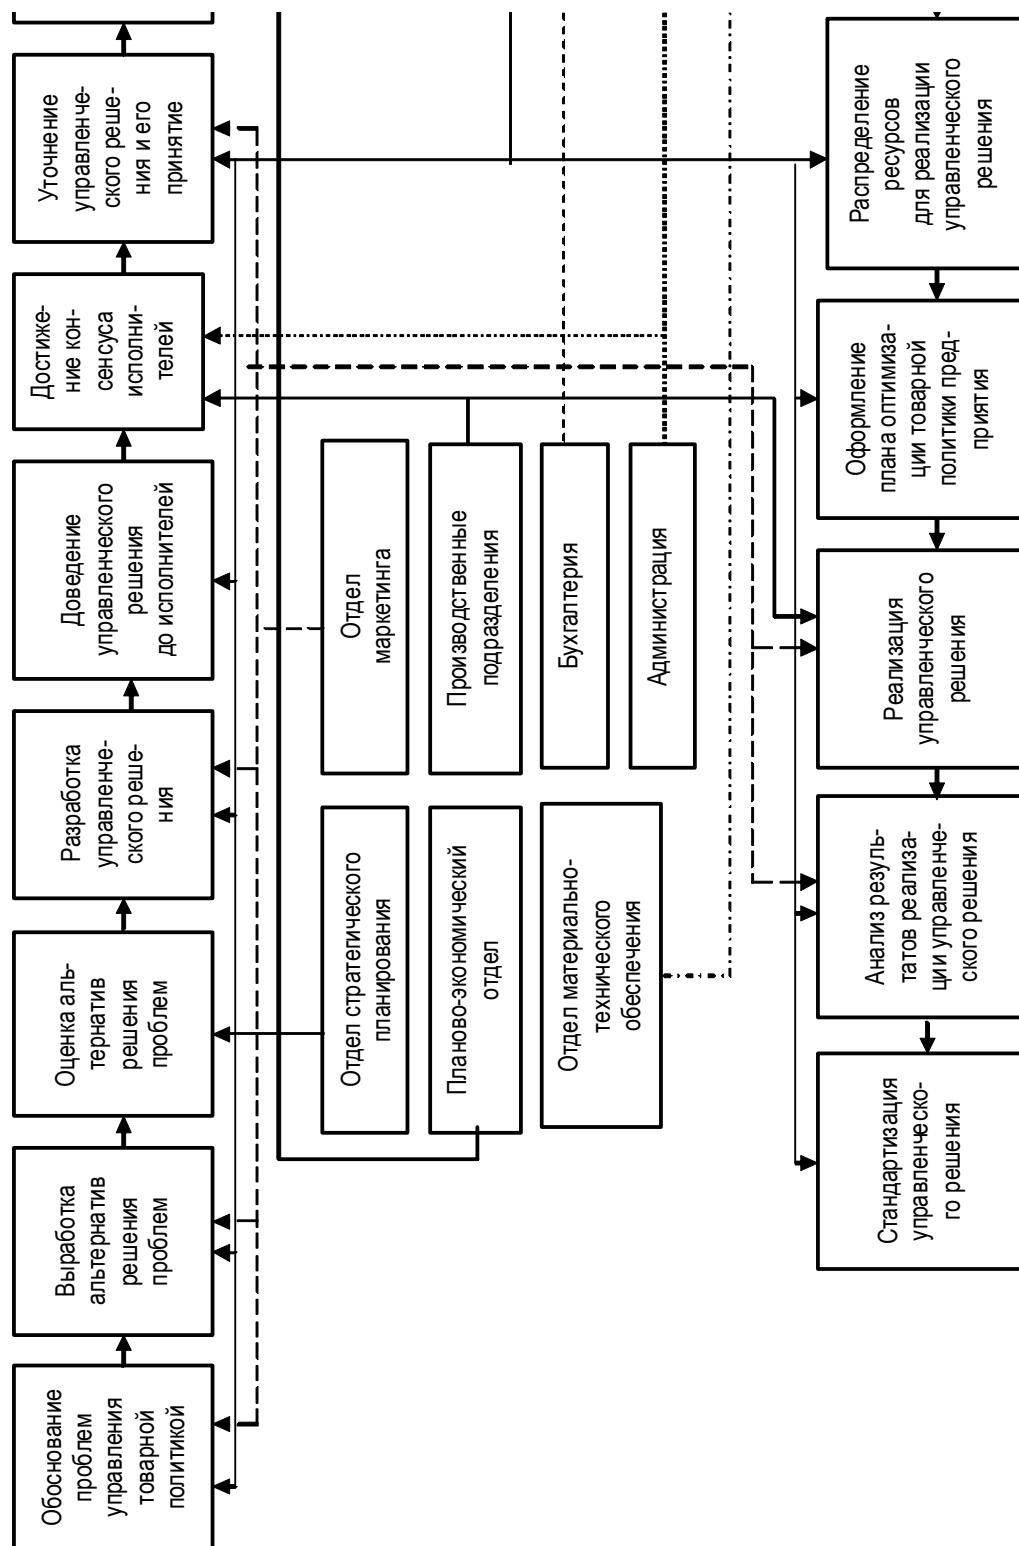 Обоснование
проблем
управления
товарной
политикой
Выработка
альтернатив
решения
проблем
Оценка аль-
тернатив
решения
проблем
Разработка
управленче-
ского реше-
ния
Доведение
управленческого
решения
до исполнителей
Достиже-
ние кон-
сенсуса
исполни-
телей
Уточнение
управленче-
ского реше-
ния и его
принятие
Отдел стратегического
планирования
Отдел
маркетинга
Планово-экономический
отдел
Производственные
подразделения
Отдел материально-
технического
обеспечения
Бухгалтерия
Администрация
Стандартизация
управленческо-
го решения
Анализ резуль-
татов реализа-
ции управленче-
ского решения
Реализация
управленческого
решения
Оформление
плана оптимиза-
ции товарной
политики пред-
приятия
Распределение
ресурсов
для реализации
управленческого
решения